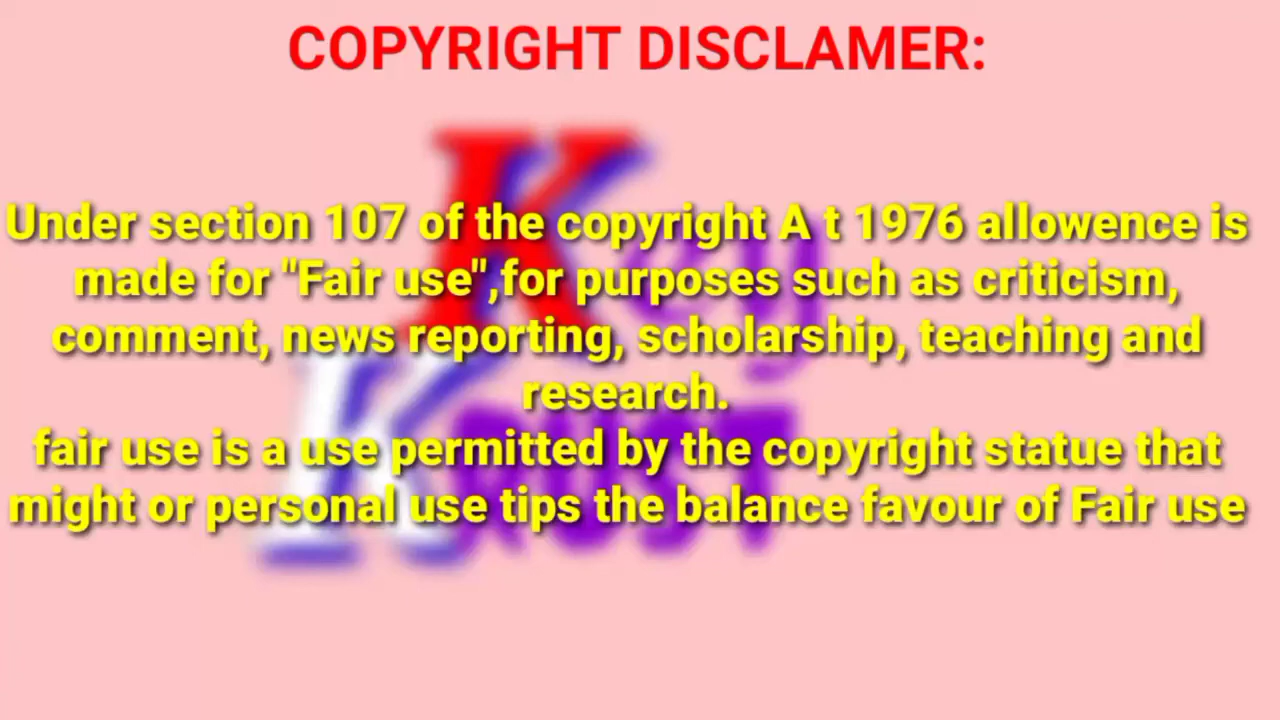 COPYRIGHT DISCLAMER:
Under section 107 of the copyright A t 1976 allowence is
made for "Fair use",for purposes such as criticism,
comment, news reporting, scholarship, teaching and
research.
fair use is a use permitted by the copyright statue that
might or personal use tips the balance favour of Fair use
Key